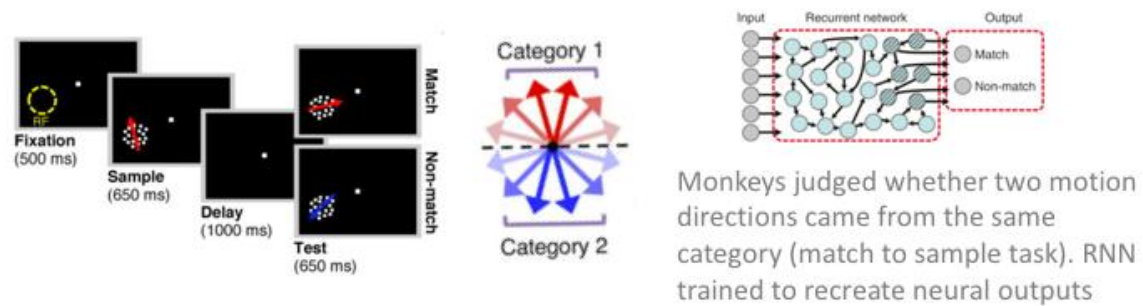 RF
Fixation
(500 ms)
Sample
(650 ms)
Delay
(1000 ms)
Test
(650 ms)
Match
Non-match
Category 1
Category 2
Input
Recurrent network
Output
Match
Non-match
Monkeys judged whether two motion
directions came from the same
category (match to sample task). RNN
trained to recreate neural outputs